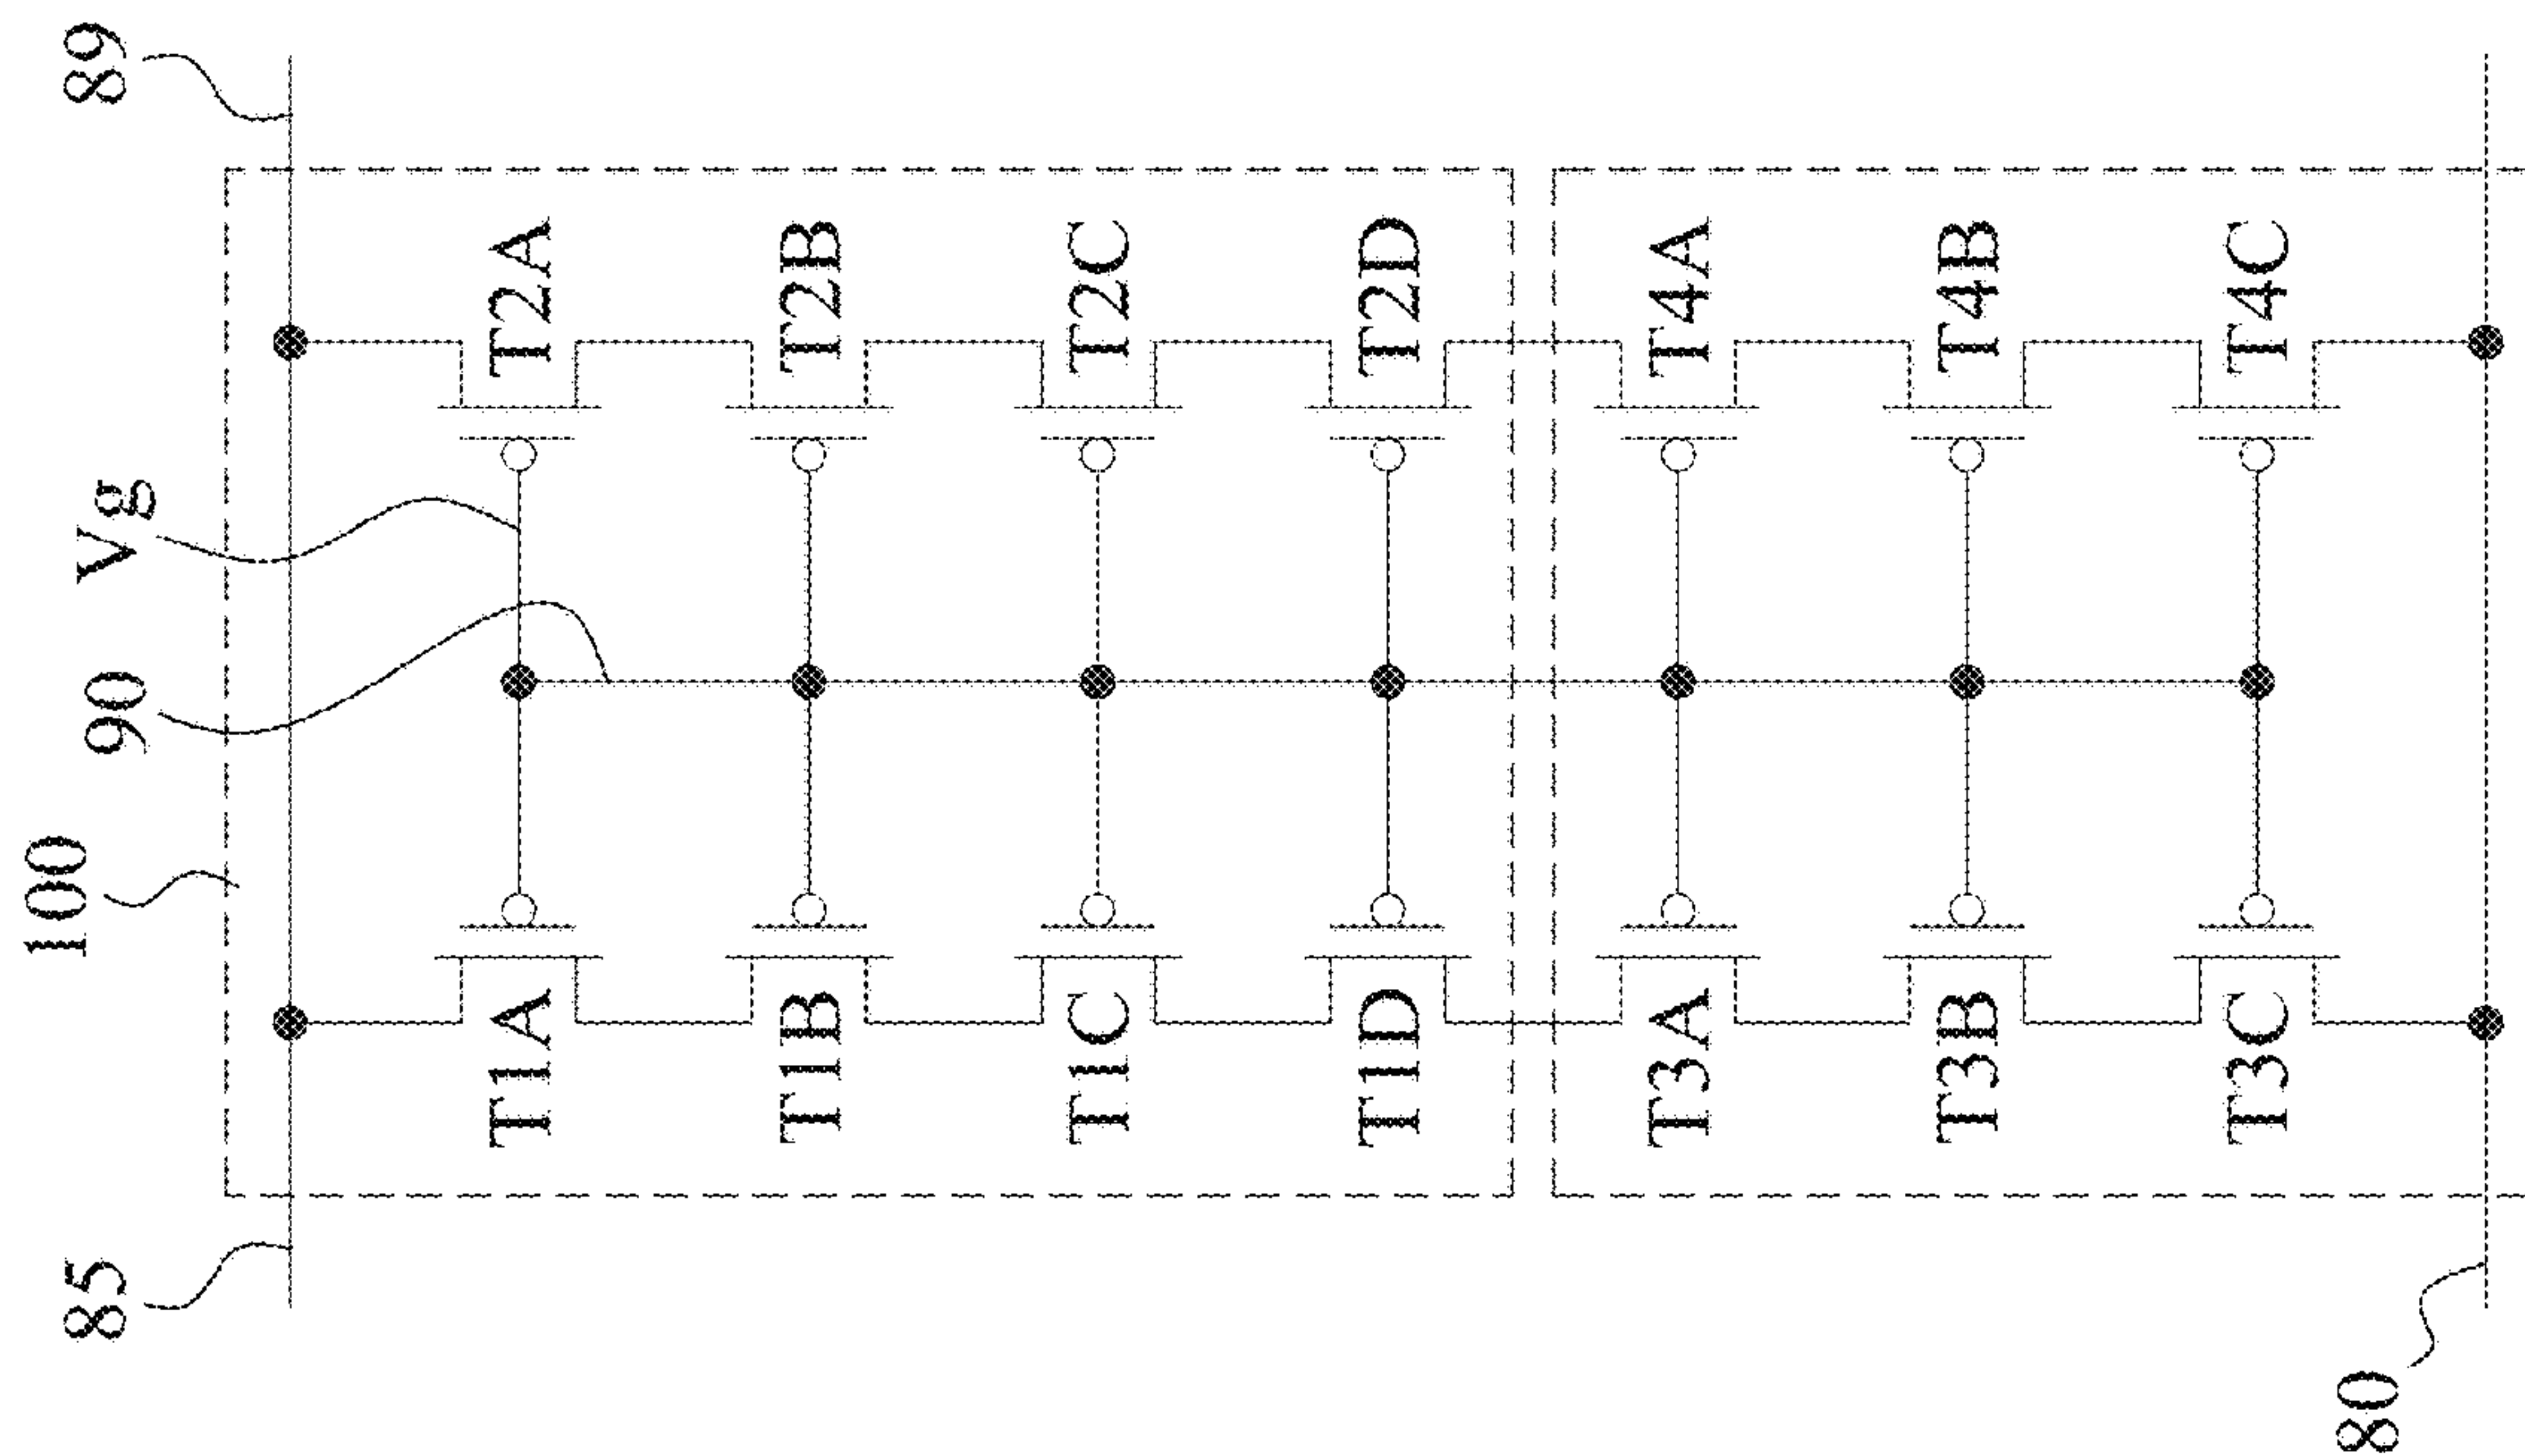 100
85
90
Vg
89
T1A
T2A
T1B
T2B
T1C
T2C
T1D
T2D
T3A
T4A
T3B
T4B
T3C
T4C
80